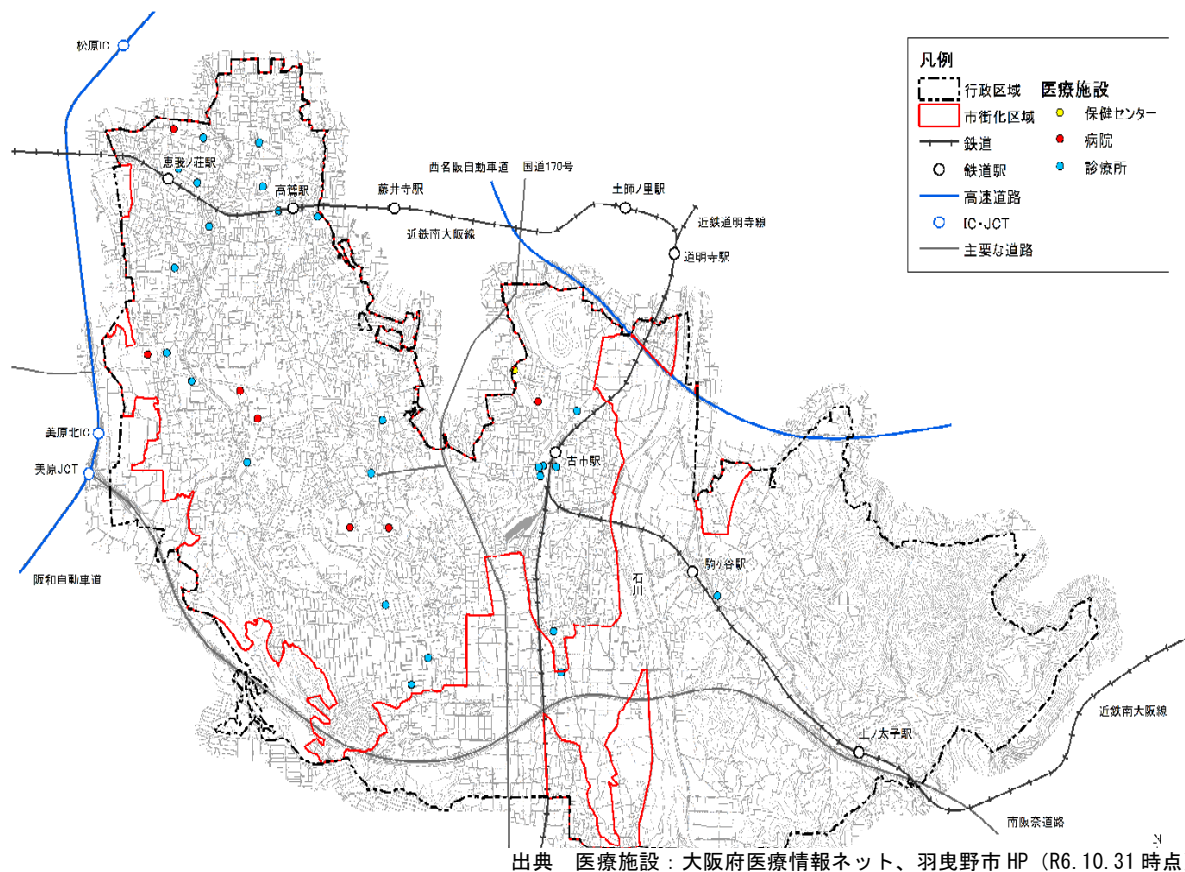 松原IC
凡例
行政区域
市街化区域
鉄道
鉄道駅
高速道路
IC・JCT
主要な道路
医療施設
保健センター
病院
診療所
恵我ノ荘駅
高鷲駅
藤井寺駅
西名阪自動車道
国道170号
土師ノ里駅
近鉄道明寺線
近鉄南大阪線
道明寺駅
美原北IC
美原JCT
古市駅
阪和自動車道
石川
駒ヶ谷駅
上ノ太子駅
近鉄南大阪線
南阪奈道路
出典 医療施設:大阪府医療情報ネット、羽曳野市HP(R6.10.31時点